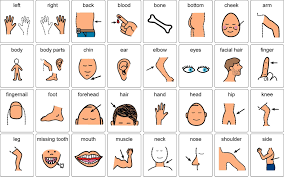 left right back blood bone bottom cheek arm
body body parts chin ear elbow eyes facial hair finger
fingernail foot forehead hair hand head hip knee
leg missing tooth mouth muscle neck nose shoulder side